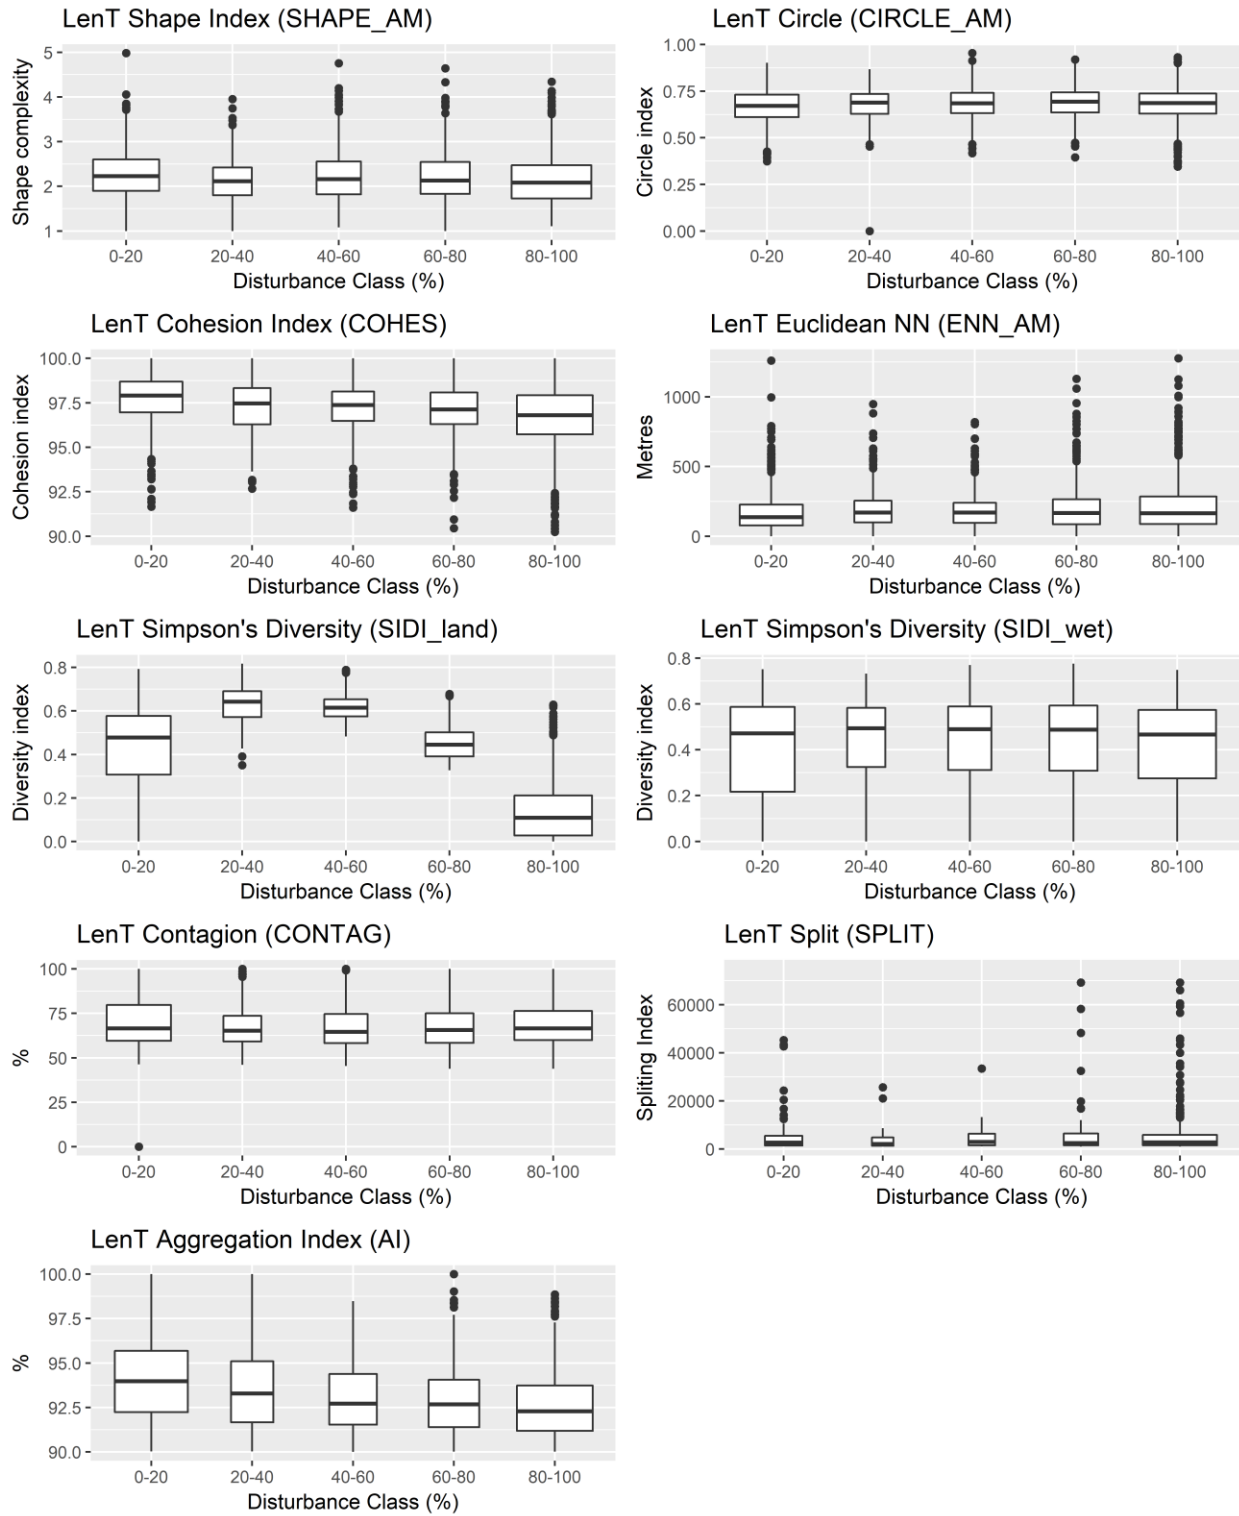 LenT Shape Index (SHAPE_AM)
5
4
3
2
1
Shape complexity
0-20 20-40 40-60 60-80 80-100
Disturbance Class (%)
LenT Circle (CIRCLE_AM)
1.00
0.75
0.50
0.25
0.00
Circle index
0-20 20-40 40-60 60-80 80-100
Disturbance Class (%)
LenT Cohesion Index (COHES)
100.0
97.5
95.0
92.5
90.0
Cohesion index
0-20 20-40 40-60 60-80 80-100
Disturbance Class (%)
LenT Euclidean NN (ENN_AM)
1000
500
0
Metres
0-20 20-40 40-60 60-80 80-100
Disturbance Class (%)
LenT Simpson's Diversity (SIDI_land)
0.8
0.6
0.4
0.2
0.0
Diversity index
0-20 20-40 40-60 60-80 80-100
Disturbance Class (%)
LenT Simpson's Diversity (SIDI_wet)
0.8
0.6
0.4
0.2
0.0
Diversity index
0-20 20-40 40-60 60-80 80-100
Disturbance Class (%)
LenT Contagion (CONTAG)
100
75
50
25
0
%
0-20 20-40 40-60 60-80 80-100
Disturbance Class (%)
LenT Split (SPLIT)
60000
40000
20000
0
Spliting Index
0-20 20-40 40-60 60-80 80-100
Disturbance Class (%)
LenT Aggregation Index (AI)
100.0
97.5
95.0
92.5
90.0
%
0-20 20-40 40-60 60-80 80-100
Disturbance Class (%)